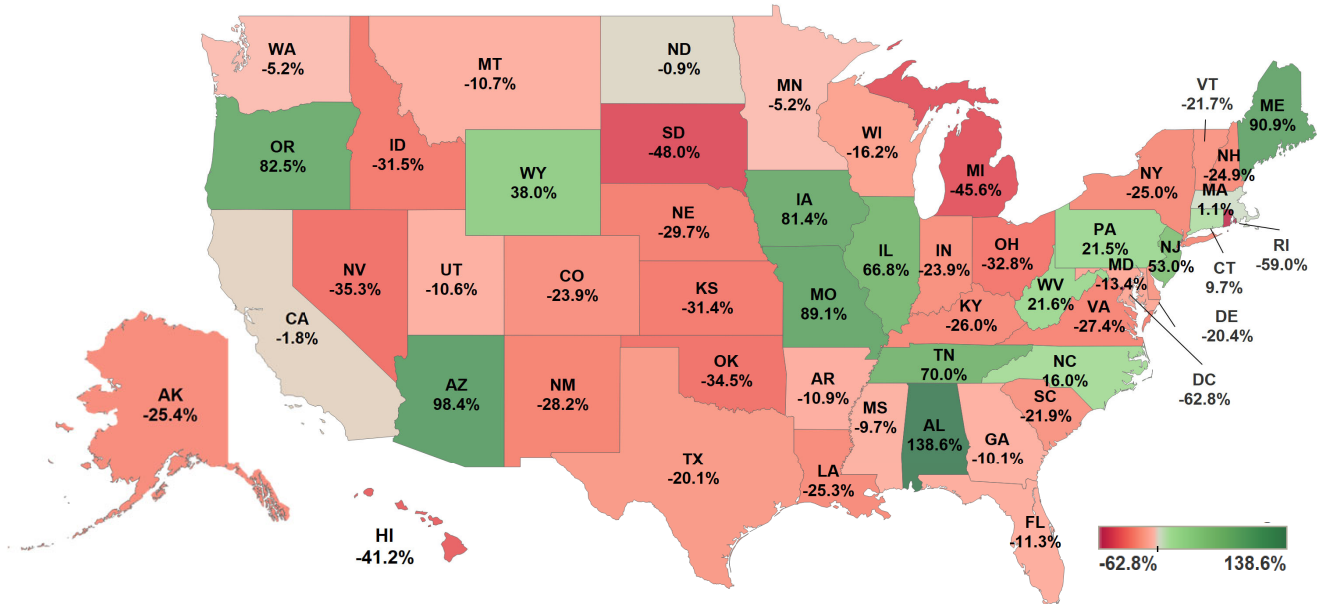 WA
-5.2%
MT
-10.7%
ND
-0.9%
MN
-5.2%
OR
82.5%
ID
-31.5%
WY
38.0%
SD
-48.0%
WI
-16.2%
MI
-45.6%
VT
-21.7%
ME
90.9%
NH
-24.9%
NY
-25.0%
MA
1.1%
RI
-59.0%
CT
9.7%
NV
-35.3%
UT
-10.6%
CO
-23.9%
NE
-29.7%
KS
-31.4%
IA
81.4%
MO
89.1%
IL
66.8%
IN
-23.9%
OH
-32.8%
PA
21.5%
NJ
53.0%
MD
-13.4%
WV
21.6%
VA
-27.4%
DE
-20.4%
DC
-62.8%
KY
-26.0%
CA
-1.8%
AZ
98.4%
NM
-28.2%
OK
-34.5%
AR
-10.9%
TN
70.0%
NC
16.0%
SC
-21.9%
MS
-9.7%
AL
138.6%
GA
-10.1%
TX
-20.1%
LA
-25.3%
FL
-11.3%
AK
-25.4%
HI
-41.2%
-62.8%
138.6%